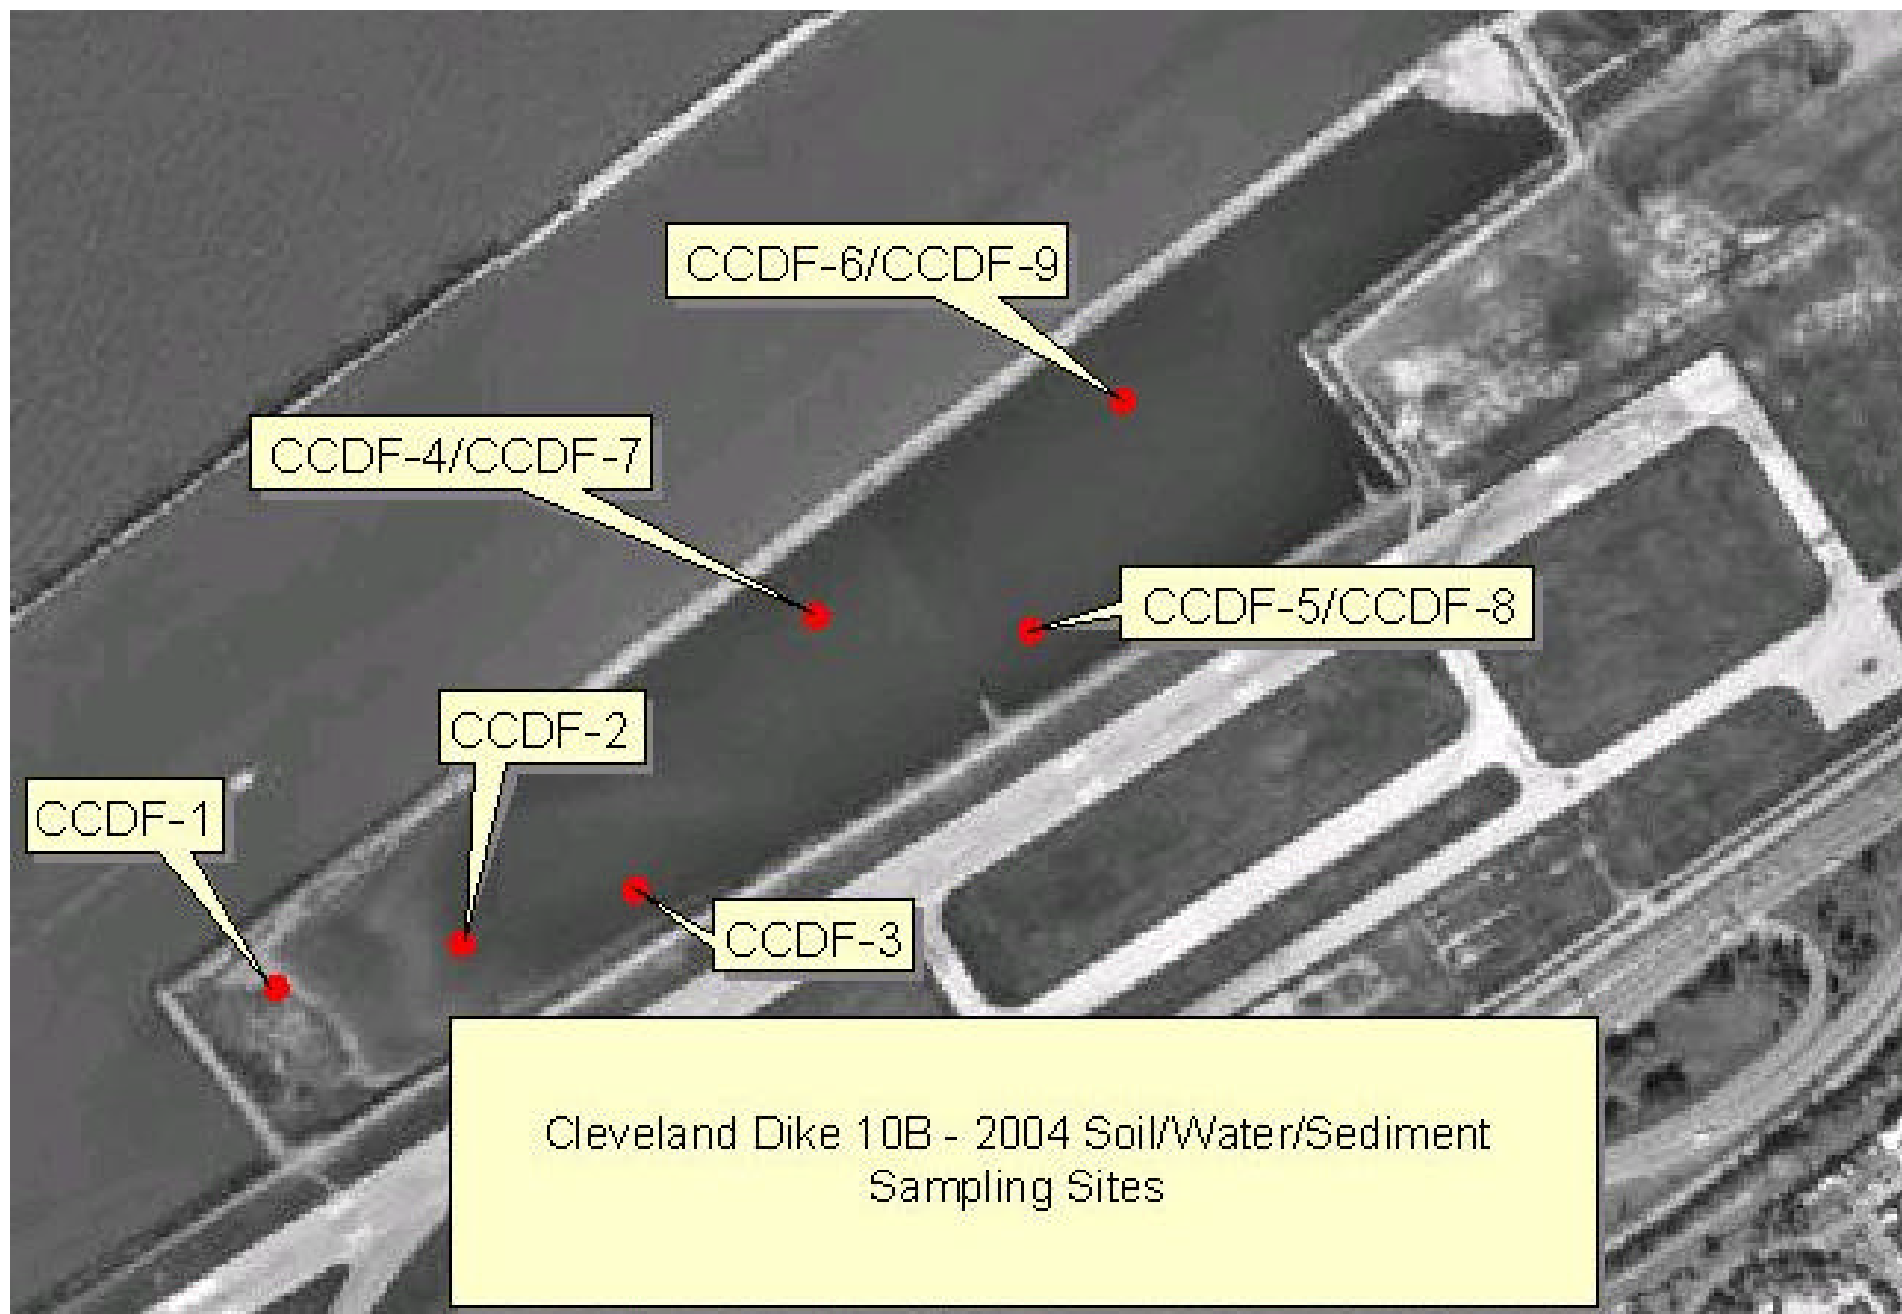 CCDF-6/CCDF-9
CCDF-4/CCDF-7
CCDF-5/CCDF-8
CCDF-2
CCDF-1
CCDF-3
Cleveland Dike 10B - 2004 Soil/Water/Sediment
Sampling Sites